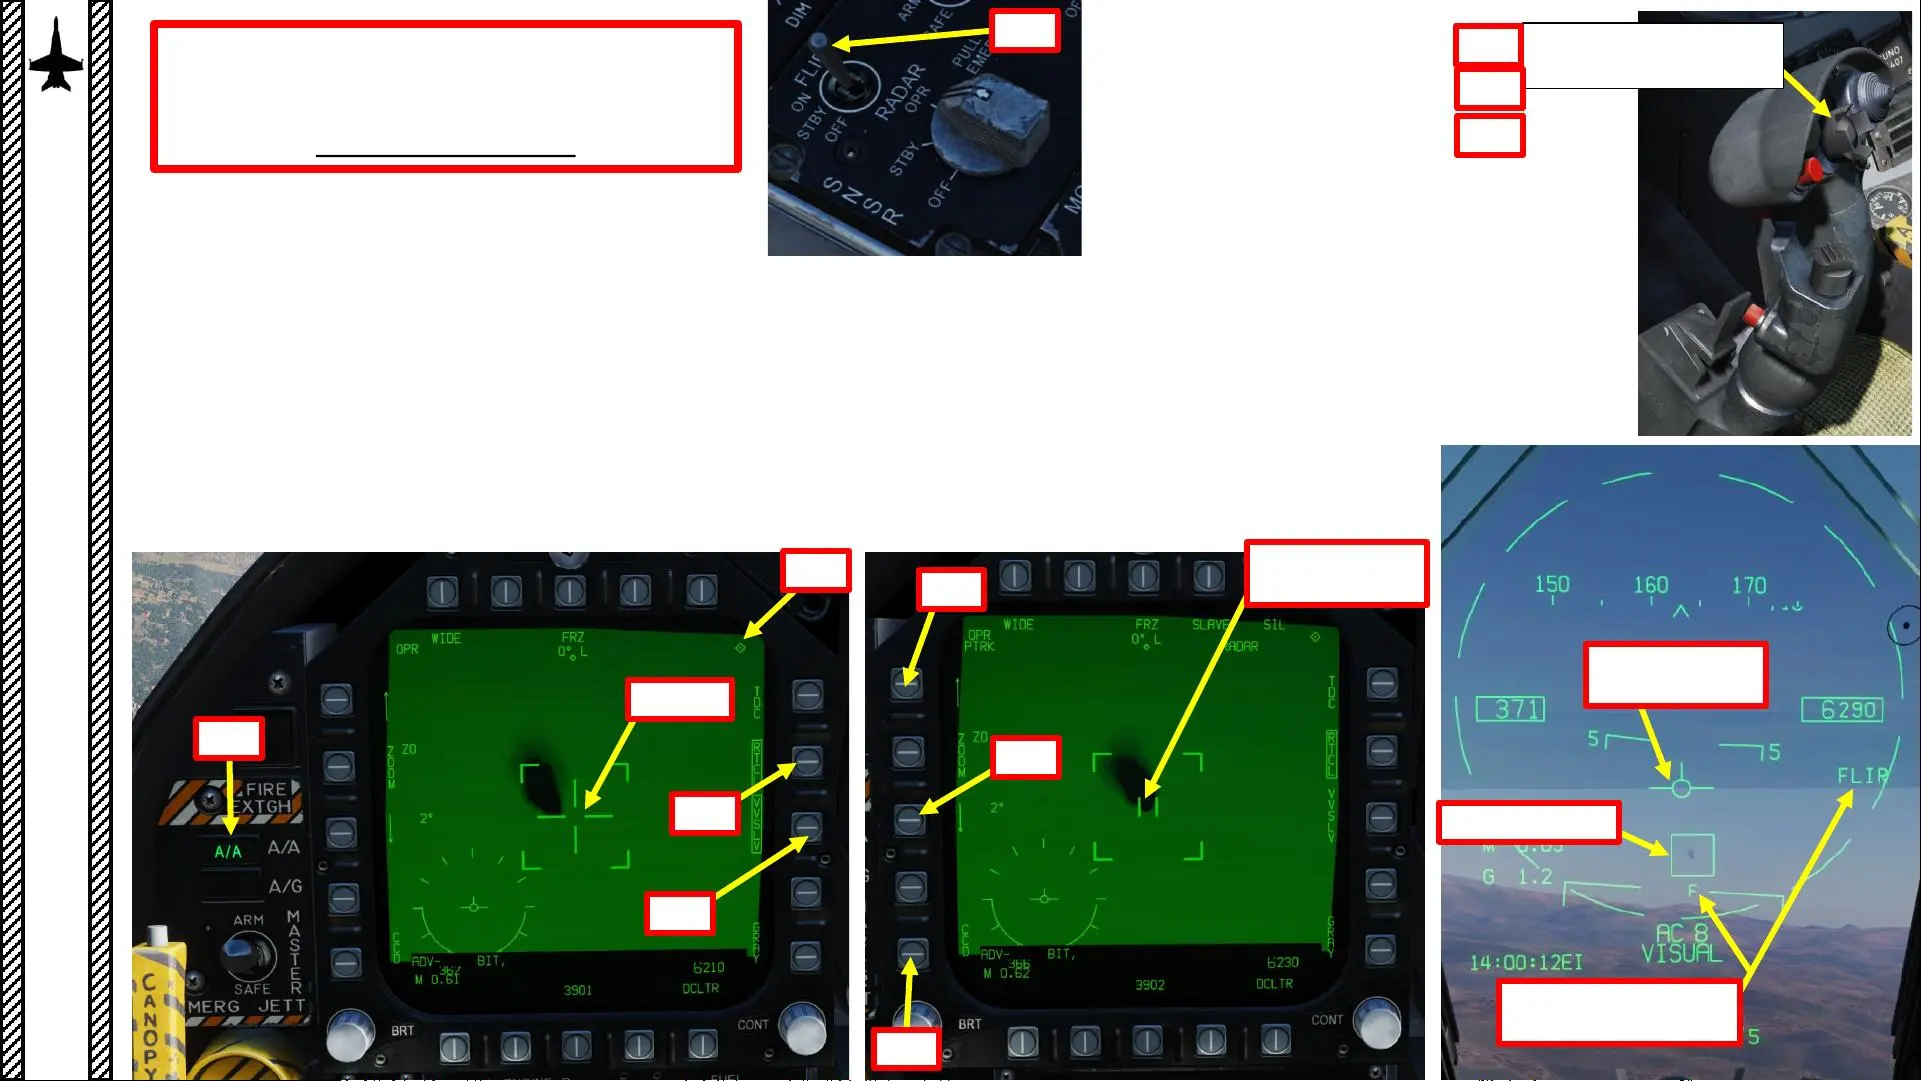 DIM
ARM
SAFE
ON
FLIR
STBY
OFF
RADAR
OPR
PULL
EMER
STBY
OFF
SNSR
UNO
407
FIRE
EXTGH
A/A
A/A
A/G
ARM
SAFE
MASTER
EMERG JETT
CANOPY
WIDE
FRZ
OPR
0° L
TDC
ZOOM
Z0
RTCL
VVSLV
2°
GRAY
CCD
ADV-
BIT,
367
M 0.61
6210
3901
DCLTR
BRT
CONT
WIDE
FRZ
SLAVE
SIL
OPR
PTRK
0° L
RADAR
TDC
ZOOM
Z0
RTCL
VVSLV
2°
GRAY
CCD
ADV-
BIT,
366
M 0.62
6230
3902
DCLTR
BRT
CONT
150
160
170
371
6290
5
5
FLIR
G 1.2
F
AC 8
VISUAL
14:00:12EI
5